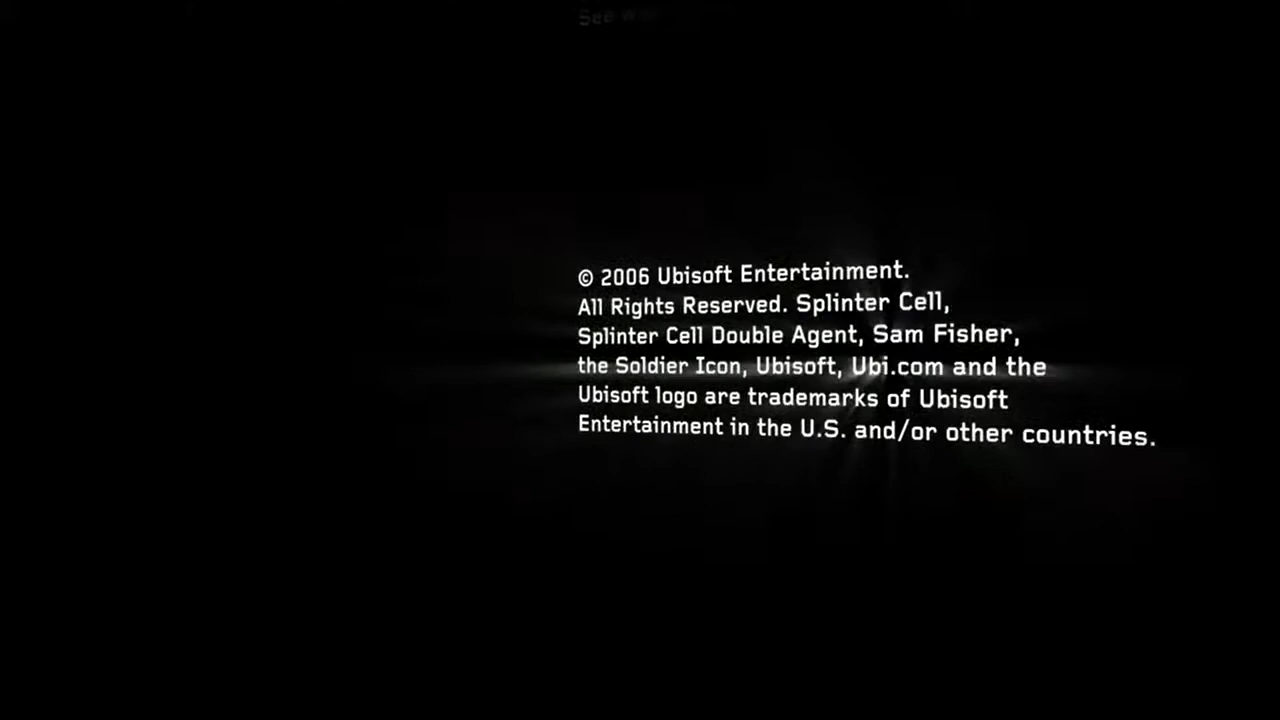 See
© 2006 Ubisoft Entertainment.
All Rights Reserved. Splinter Cell,
Splinter Cell Double Agent, Sam Fisher,
the Soldier Icon, Ubisoft, Ubi.com and the
Ubisoft logo are trademarks of Ubisoft
Entertainment in the U.S. and/or other countries.